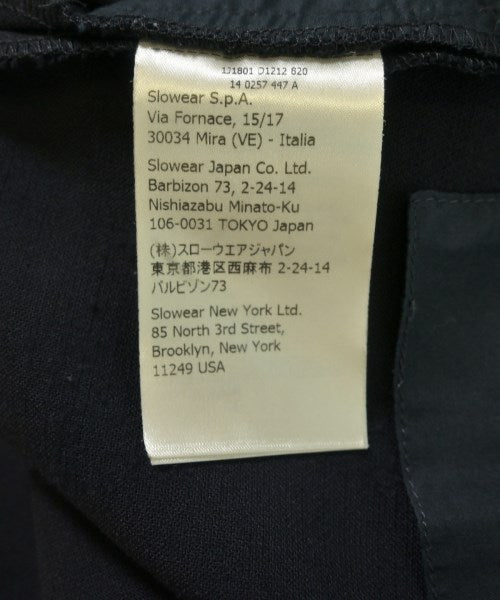 1J1801 D1212 820
14 0257 447 A
Slowear S.p.A.
Via Fornace, 15/17
30034 Mira (VE) - Italia
Slowear Japan Co. Ltd.
Barbizon 73, 2-24-14
Nishiazabu Minato-Ku
106-0031 TOKYO Japan
(株)スローウエアジャパン
東京都港区西麻布 2-24-14
バルビゾン73
Slowear New York Ltd.
85 North 3rd Street,
Brooklyn, New York
11249 USA